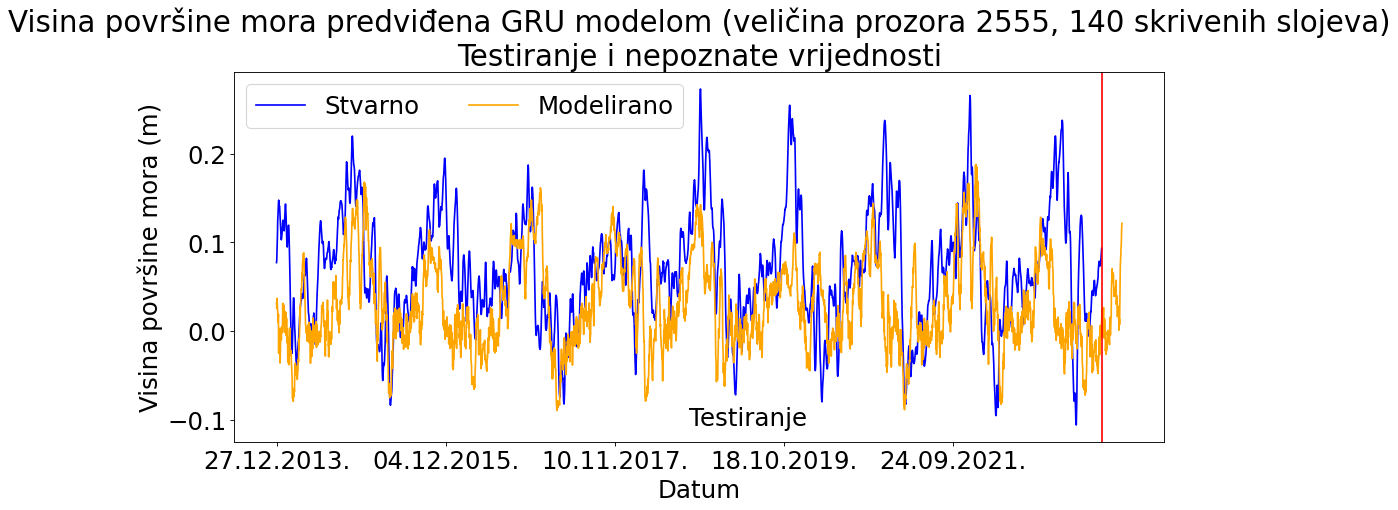 Visina površine mora predviđena GRU modelom (veličina prozora 2555, 140 skrivenih slojeva)
Testiranje i nepoznate vrijednosti
Stvarno Modelirano
Visina površine mora (m)
0.2
0.1
0.0
−0.1
Testiranje
27.12.2013. 04.12.2015. 10.11.2017. 18.10.2019. 24.09.2021.
Datum